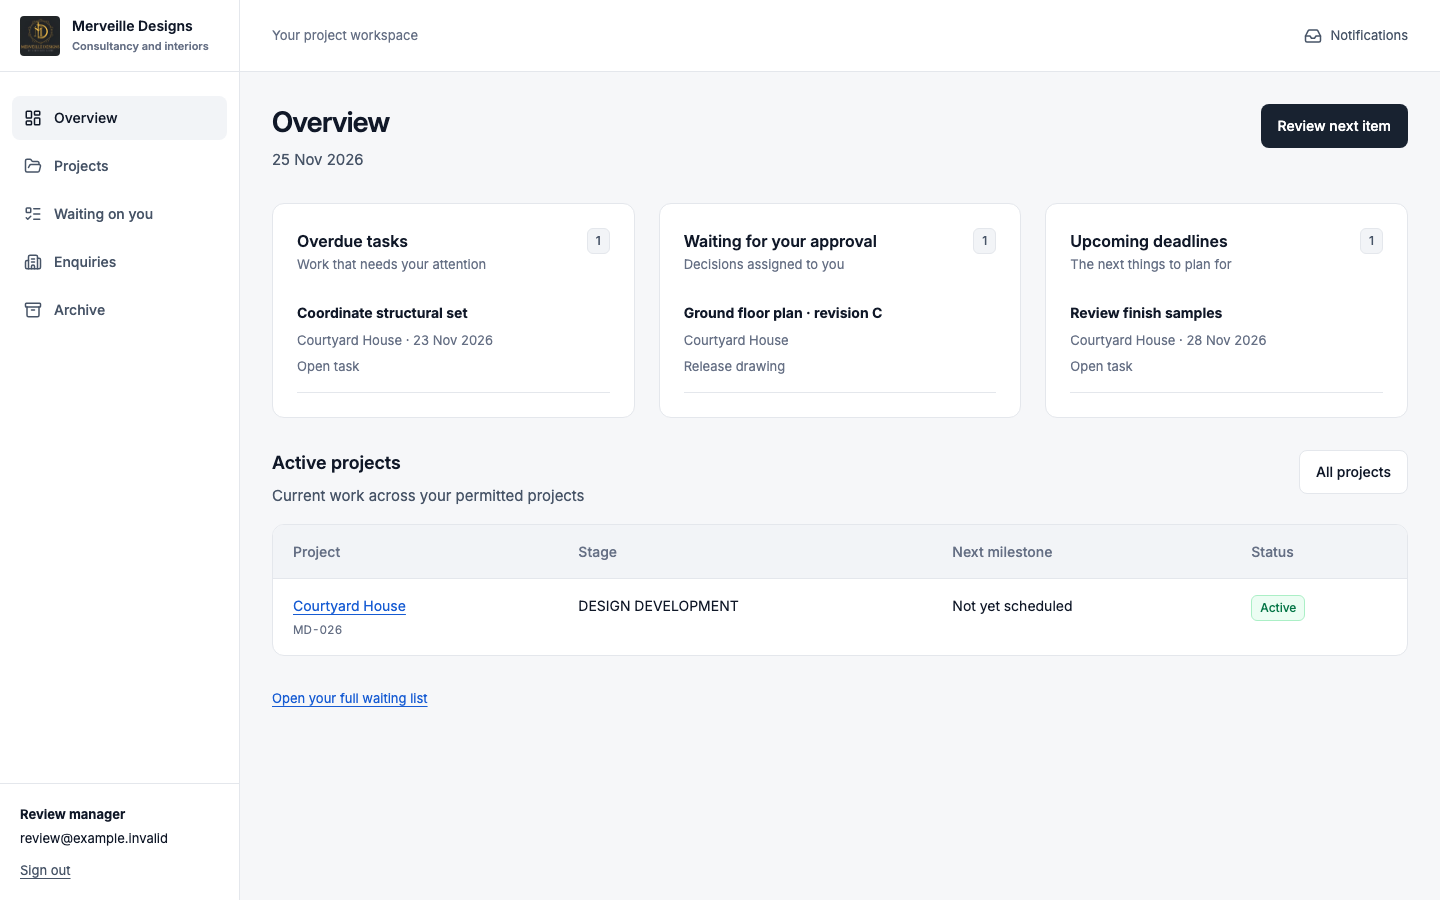 Merveille Designs
Consultancy and interiors
Your project workspace
Notifications
Overview
Projects
Waiting on you
Enquiries
Archive
Overview
25 Nov 2026
Review next item
Overdue tasks
1
Work that needs your attention
Coordinate structural set
Courtyard House · 23 Nov 2026
Open task
Waiting for your approval
1
Decisions assigned to you
Ground floor plan · revision C
Courtyard House
Release drawing
Upcoming deadlines
1
The next things to plan for
Review finish samples
Courtyard House · 28 Nov 2026
Open task
Active projects
Current work across your permitted projects
All projects
Project Stage Next milestone Status
Courtyard House DESIGN DEVELOPMENT Not yet scheduled Active
MD-026
Open your full waiting list
Review manager
review@example.invalid
Sign out